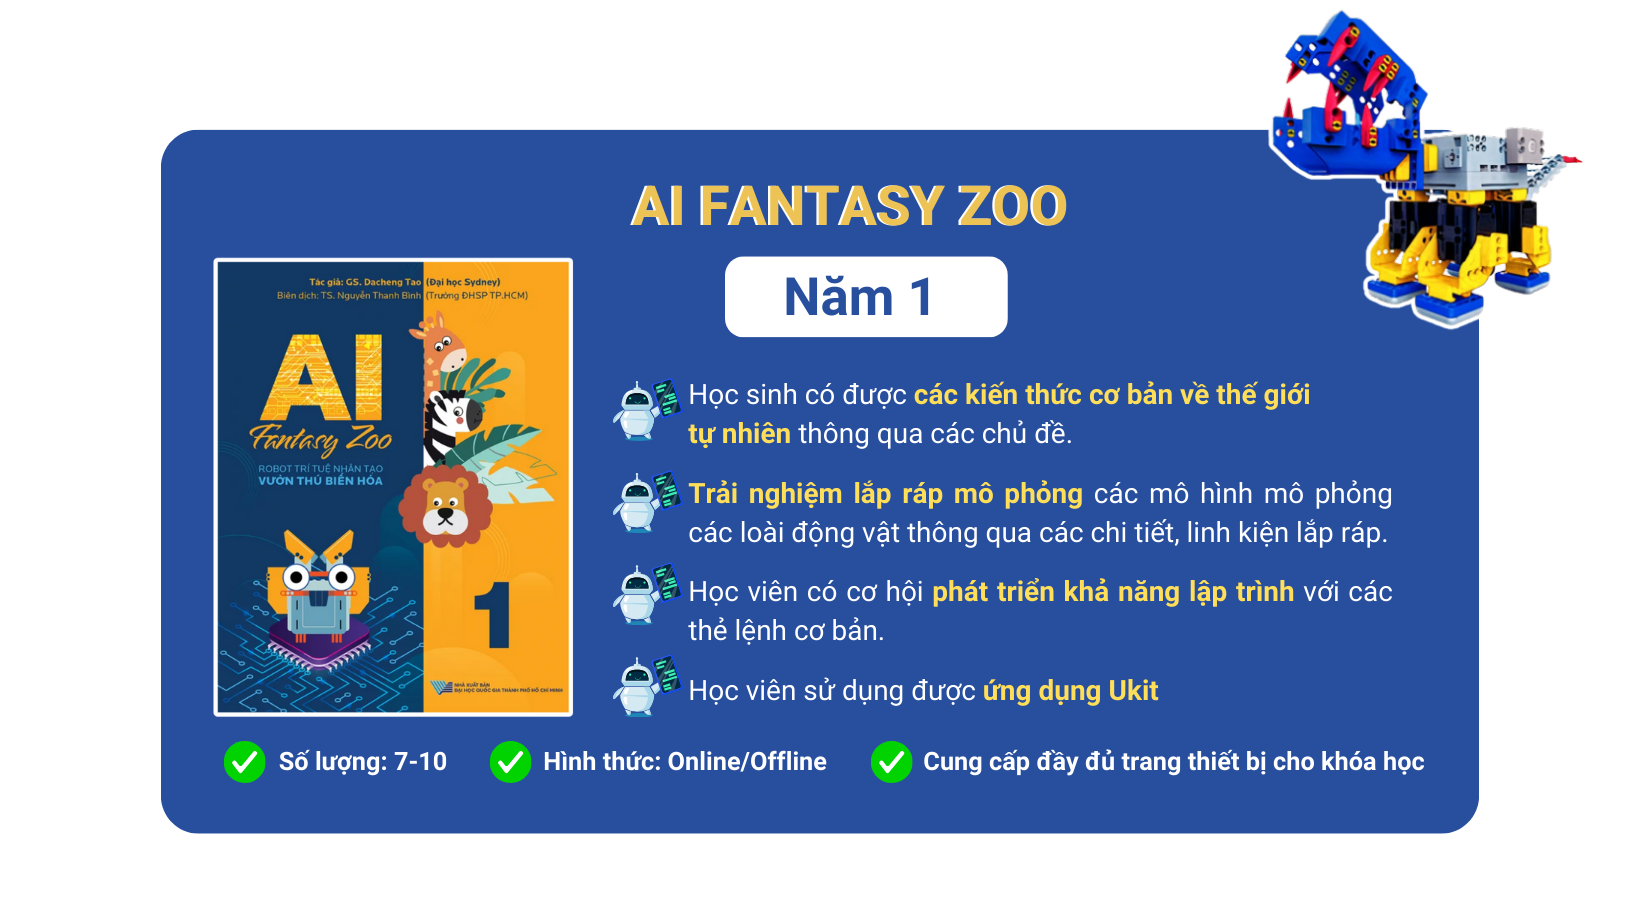 AI FANTASY ZOO
Năm 1
Tác giả: GS. Dacheng Tao (Đại học Sydney)
Biên dịch: TS. Nguyễn Thanh Bình (Trường ĐHSP TP.HCM)
AI
Fantasy Zoo
ROBOT TRÍ TUỆ NHÂN TẠO
VƯỜN THÚ BIẾN HÓA
1
NHÀ XUẤT BẢN
ĐẠI HỌC QUỐC GIA THÀNH PHỐ HỒ CHÍ MINH
Học sinh có được các kiến thức cơ bản về thế giới
tự nhiên thông qua các chủ đề.
Trải nghiệm lắp ráp mô phỏng các mô hình mô phỏng
các loài động vật thông qua các chi tiết, linh kiện lắp ráp.
Học viên có cơ hội phát triển khả năng lập trình với các
thẻ lệnh cơ bản.
Học viên sử dụng được ứng dụng Ukit
Số lượng: 7-10
Hình thức: Online/Offline
Cung cấp đầy đủ trang thiết bị cho khóa học